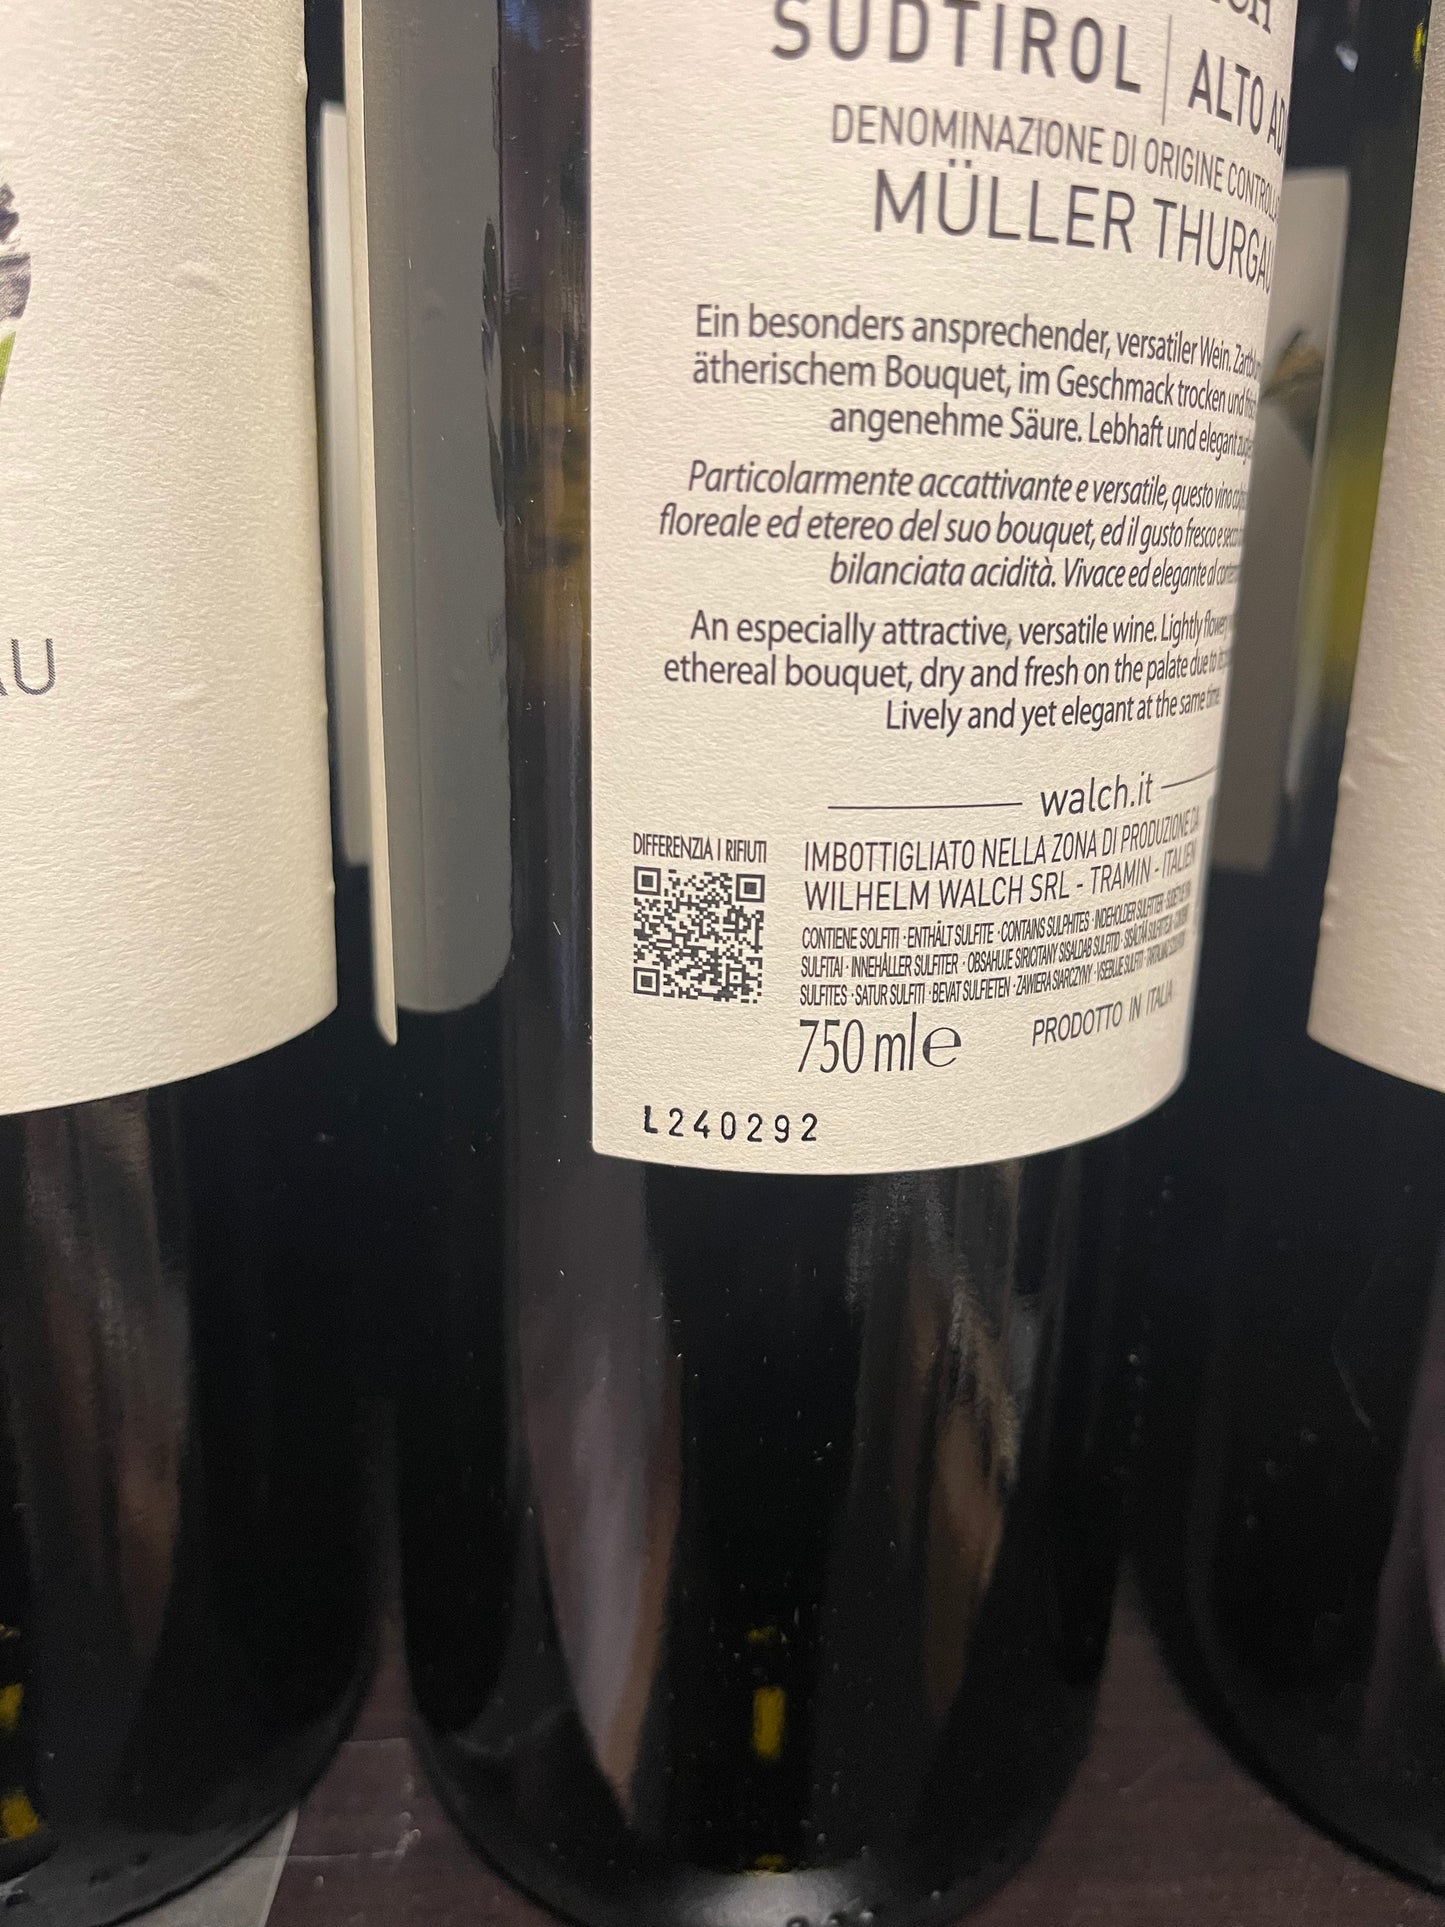 SÜDTIROL | ALTO
DENOMINAZIONE DI ORIGINE
MÜLLER THURGAU
Ein besonders ansprechender, versatiler Wein.
ätherischem Bouquet, im Geschmack trocken und
angenehme Säure. Lebhaft und elegant
Particolarmente accattivante e versatile, questo vino
floreale ed etereo del suo bouquet, ed il gusto fresco e
bilanciata acidità. Vivace ed elegante al
An especially attractive, versatile wine. Lightly flowery
ethereal bouquet, dry and fresh on the palate due to
Lively and yet elegant at the same time.
walch.it
DIFFERENZIA I RIFIUTI
IMBOTTIGLIATO NELLA ZONA DI PRODUZIONE DA
WILHELM WALCH SRL - TRAMIN - ITALIEN
CONTIENE SOLFITI · ENTHÄLT SULFITE · CONTAINS SULPHITES · INDEHOLDER SULFITTER ·
SULFITAI · INNEHÅLLER SULFITER · OBSAHUJE SIRICITANY SISALDAB SULFITID ·
SULFITES · SATUR SULFITI · BEVAT SULFIETEN · ZAWIERA SIARCZYNY · VSEBUJE SULFITI ·
750 ml e PRODOTTO IN ITALIA
L240292
AU